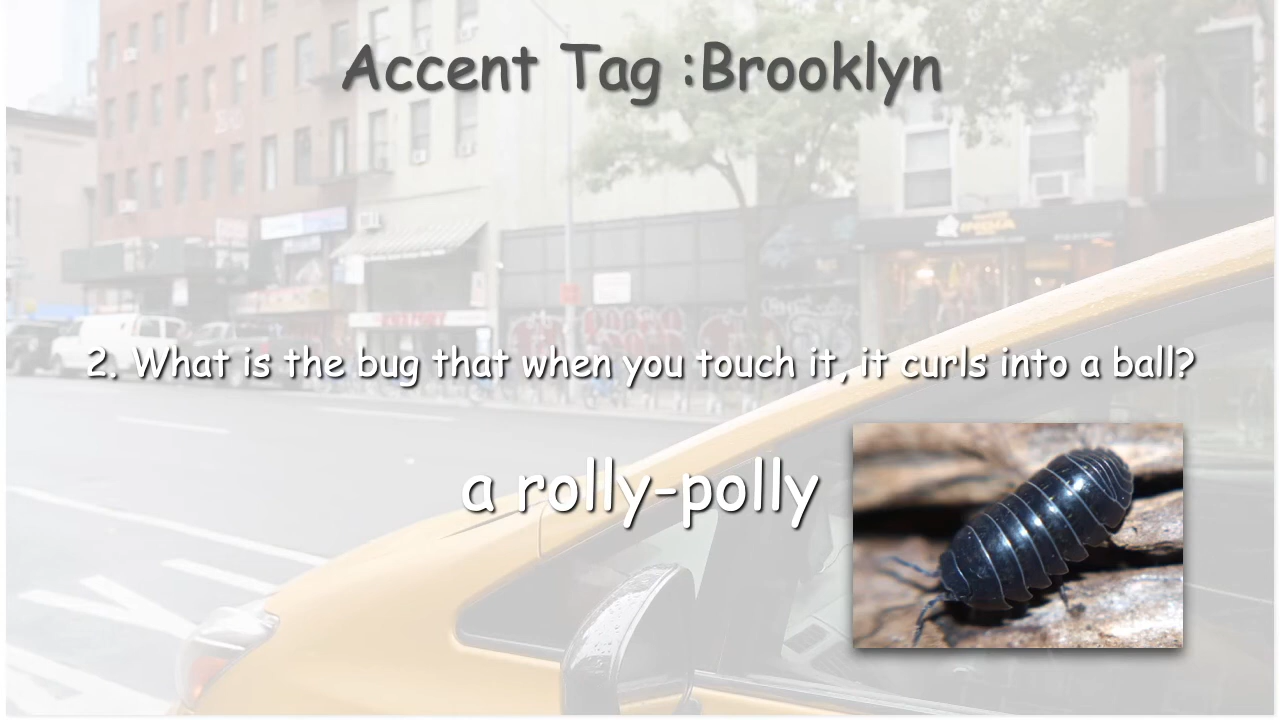 Accent Tag :Brooklyn
2. What is the bug that when you touch it, it curls into a ball?
a rolly-polly